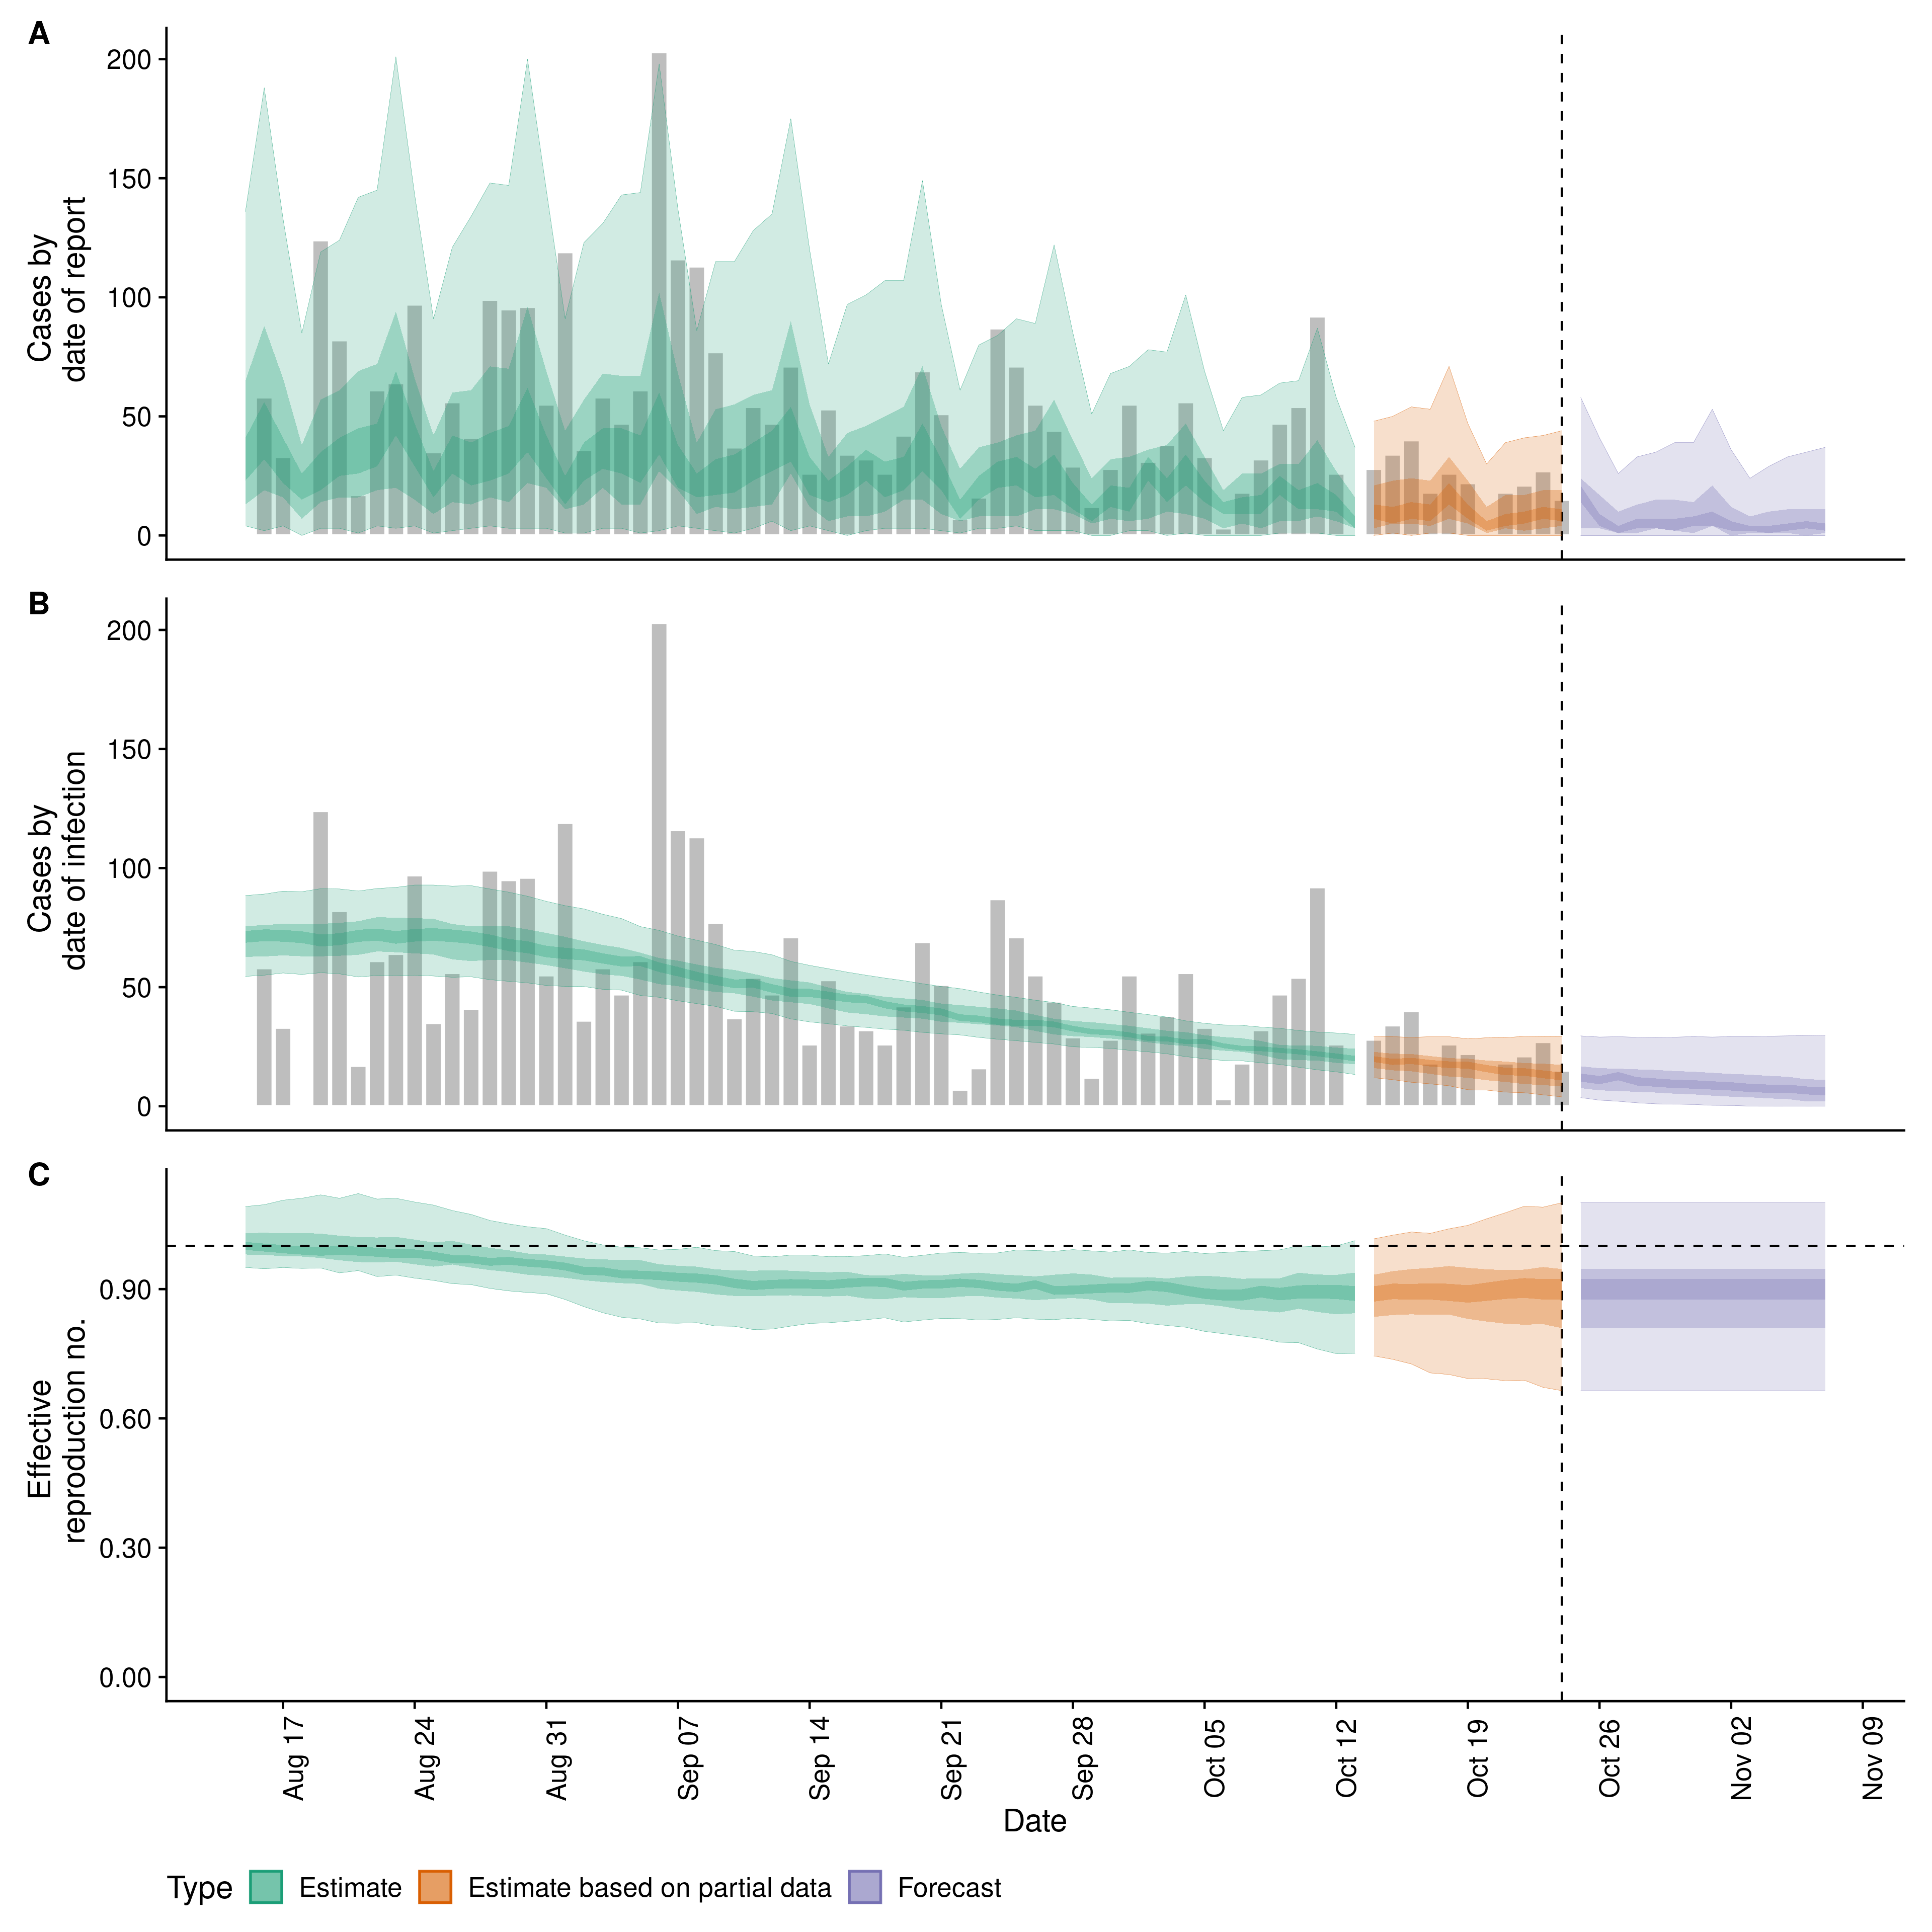 A
200
150
100
50
0
Cases by
date of report
B
200
150
100
50
0
Cases by
date of infection
C
0.90
0.60
0.30
0.00
Effective
reproduction no.
Aug 17
Aug 24
Aug 31
Sep 07
Sep 14
Sep 21
Sep 28
Oct 05
Oct 12
Oct 19
Oct 26
Nov 02
Nov 09
Date
Type Estimate Estimate based on partial data Forecast